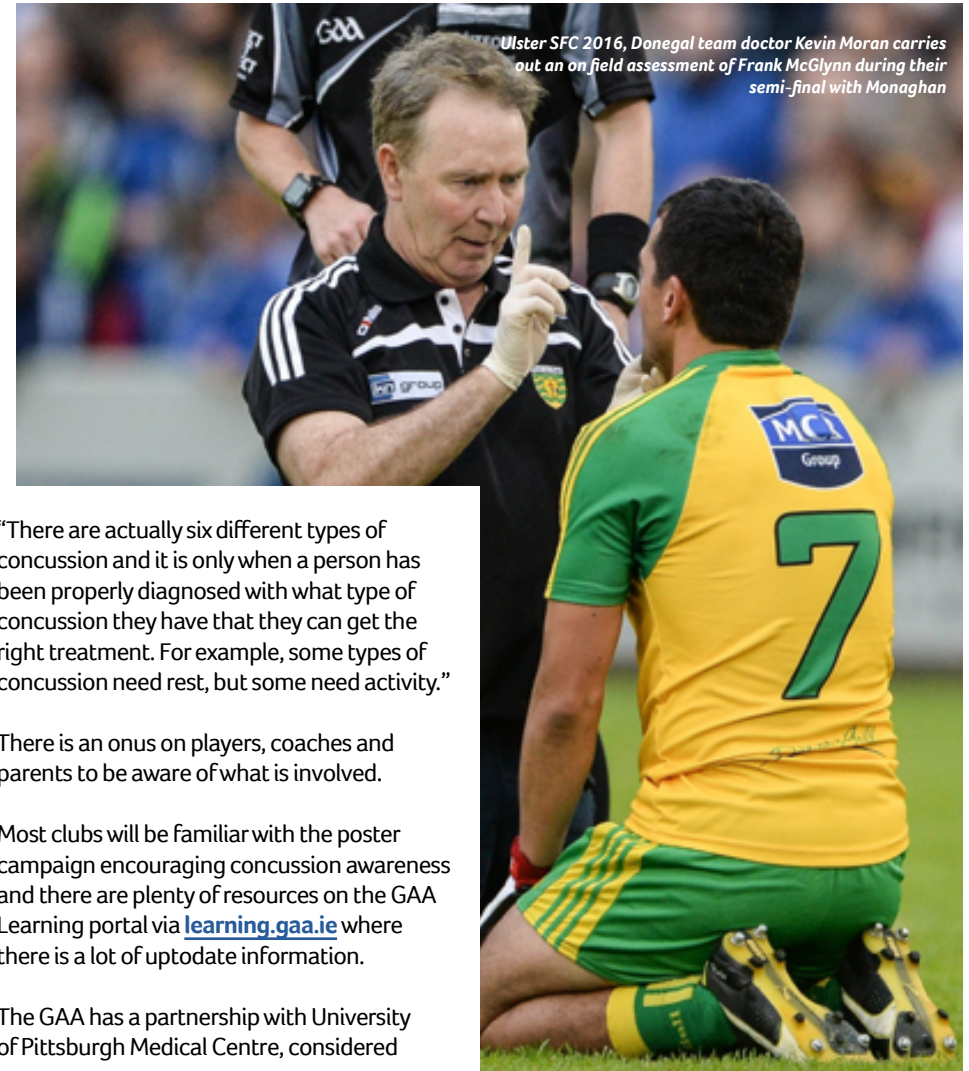 GAA
Ulster SFC 2016, Donegal team doctor Kevin Moran carries
out an on field assessment of Frank McGlynn during their
semi-final with Monaghan
group
MCL
Group
7
“There are actually six different types of
concussion and it is only when a person has
been properly diagnosed with what type of
concussion they have that they can get the
right treatment. For example, some types of
concussion need rest, but some need activity.”
There is an onus on players, coaches and
parents to be aware of what is involved.
Most clubs will be familiar with the poster
campaign encouraging concussion awareness
and there are plenty of resources on the GAA
Learning portal via learning.gaa.ie where
there is a lot of uptodate information.
The GAA has a partnership with University
of Pittsburgh Medical Centre, considered